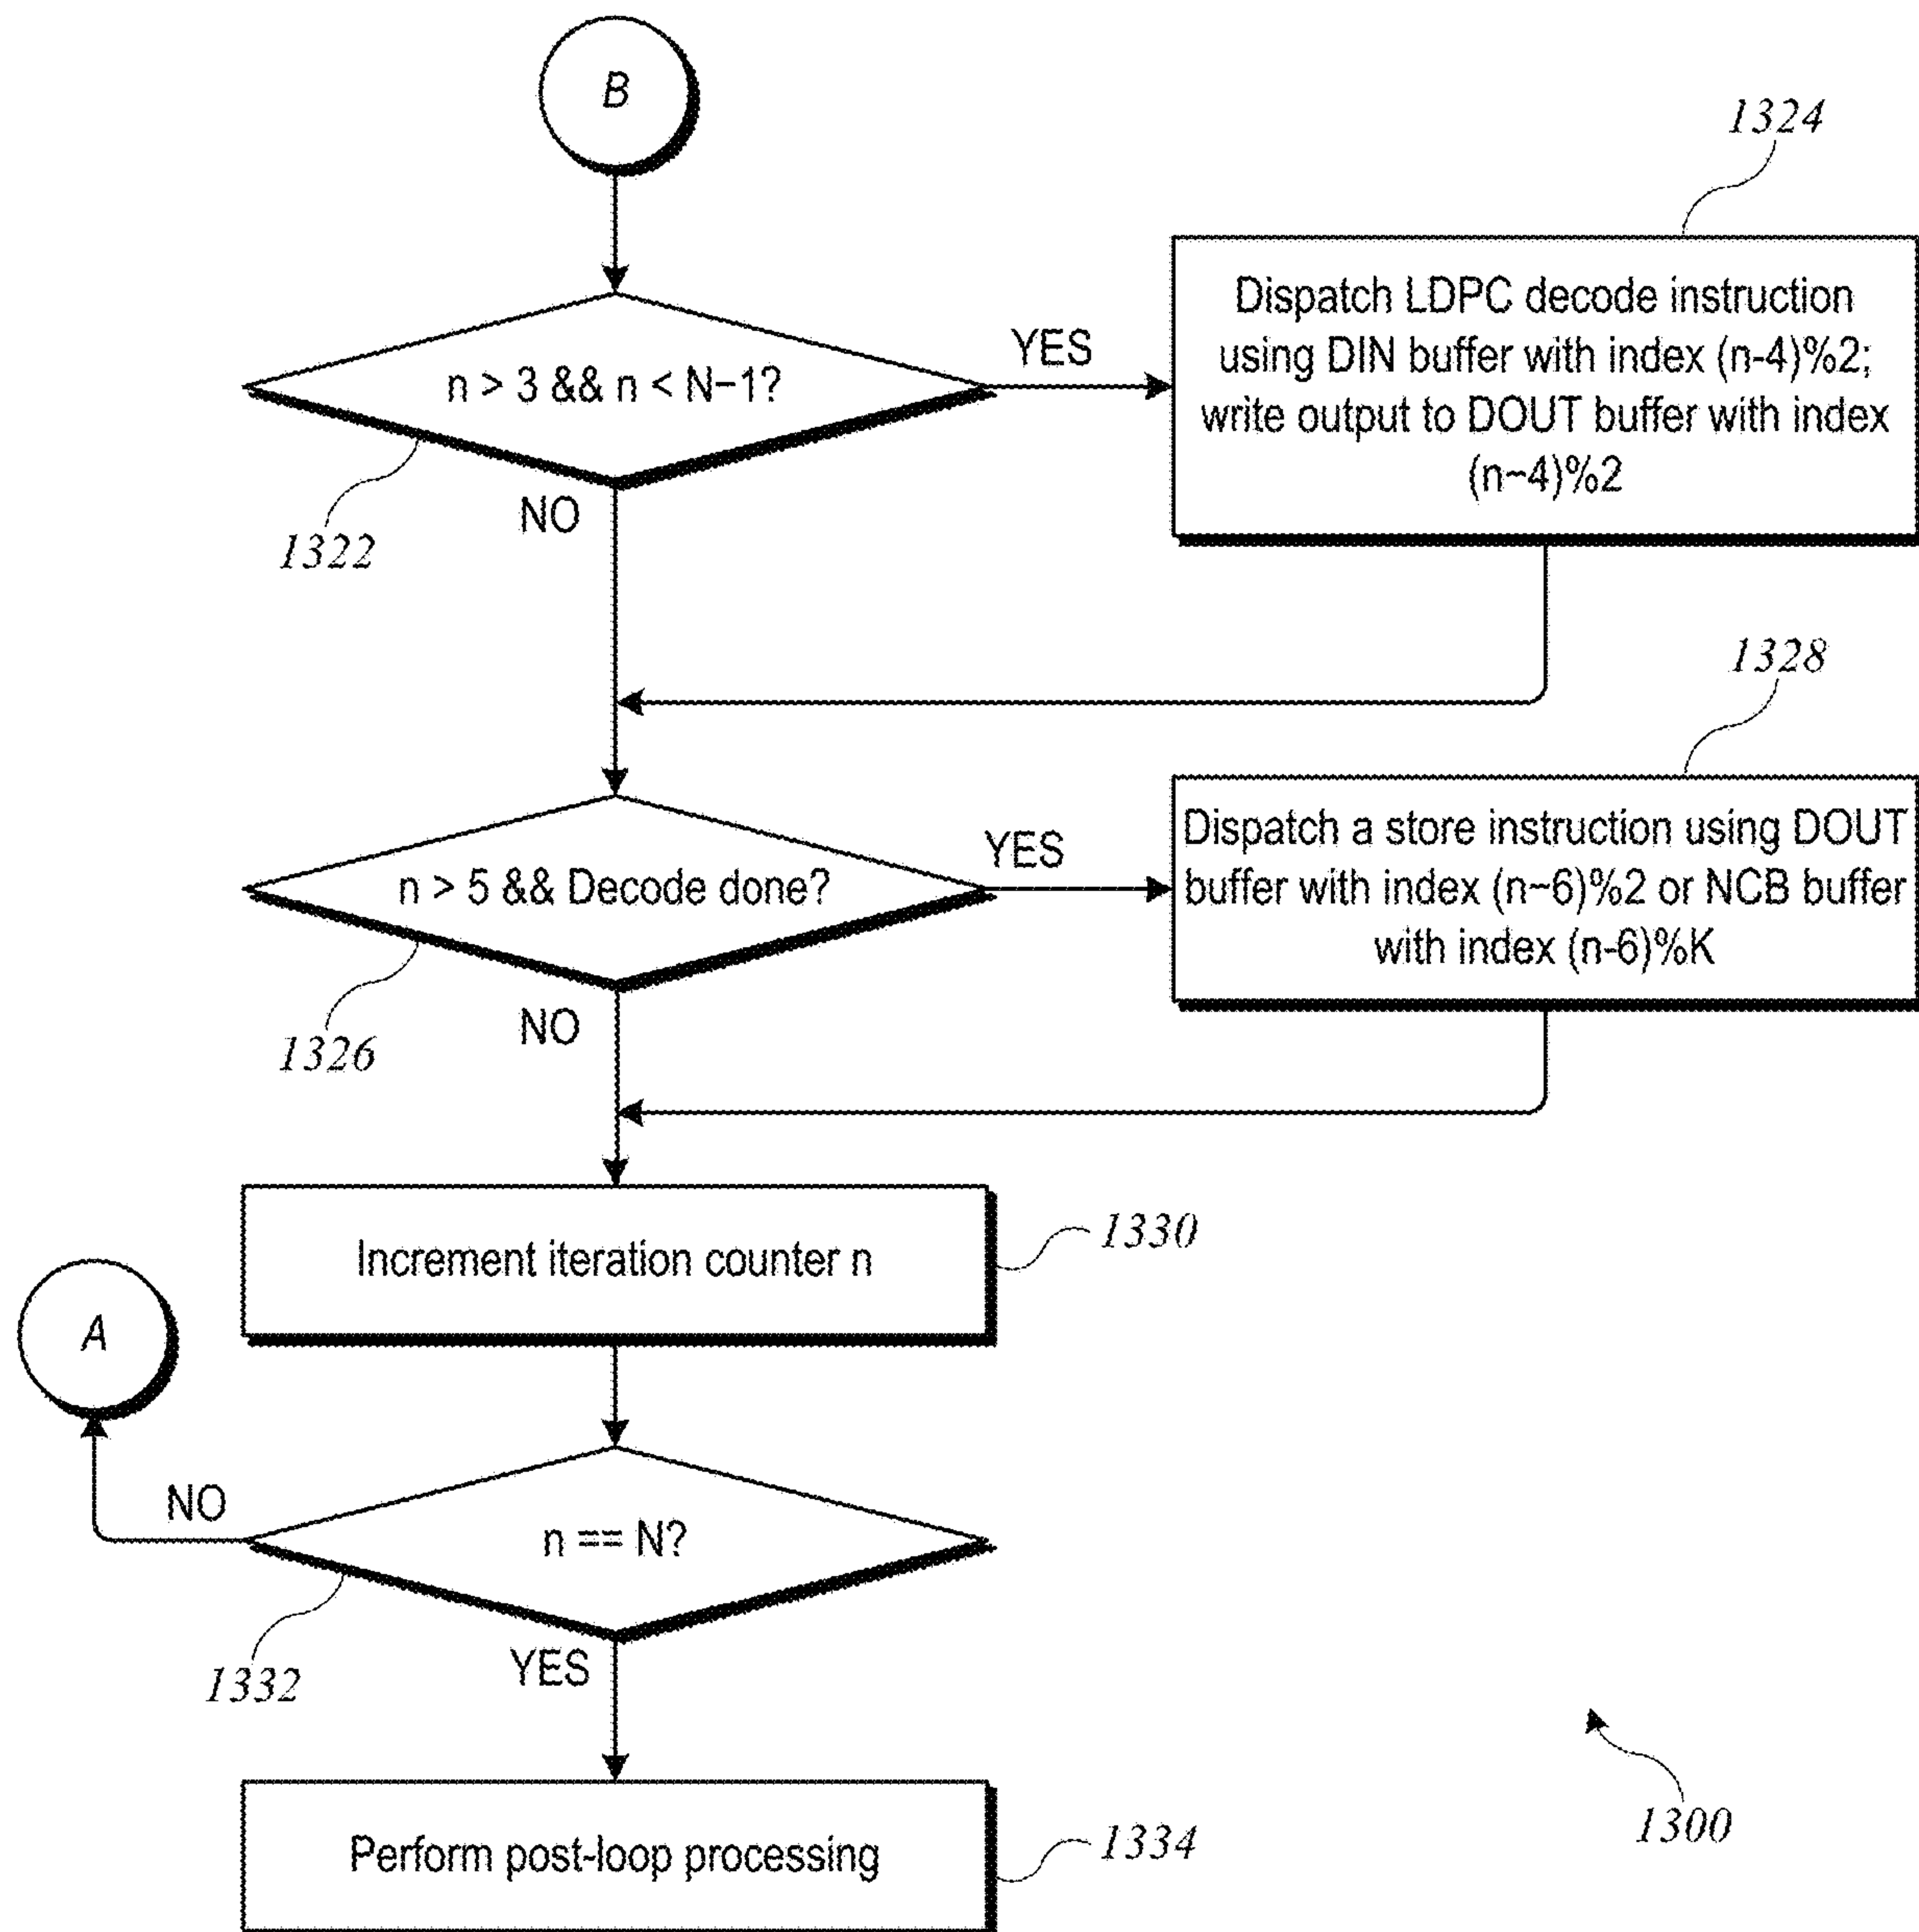 B
1324
Dispatch LDPC decode instruction
using DIN buffer with index (n-4)%2;
write output to DOUT buffer with index
(n-4)%2
n > 3 && n < N-1?
YES
NO
1322
1328
Dispatch a store instruction using DOUT
buffer with index (n-6)%2 or NCB buffer
with index (n-6)%K
n > 5 && Decode done?
YES
NO
1326
Increment iteration counter n
1330
A
n == N?
NO
YES
1332
Perform post-loop processing
1334
1300